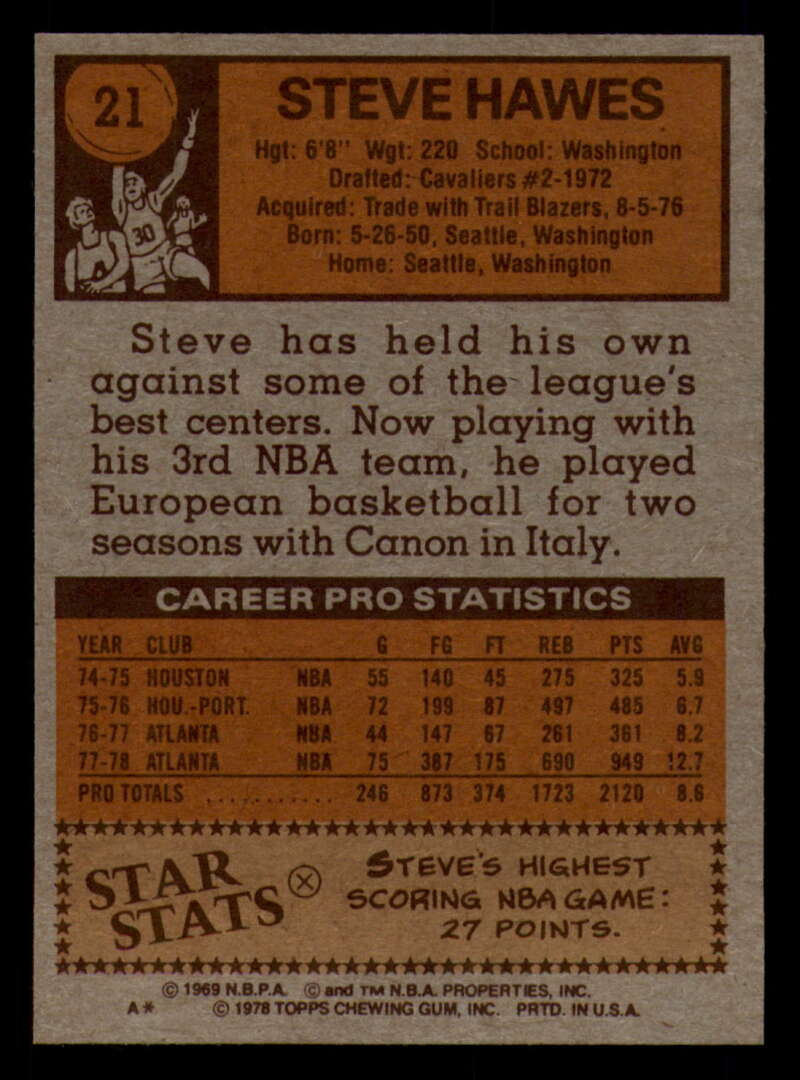 21
STEVE HAWES
Hgt: 6'8" Wgt: 220 School: Washington
Drafted: Cavaliers #2-1972
Acquired: Trade with Trail Blazers, 8-5-76
Born: 5-26-50, Seattle, Washington
Home: Seattle, Washington
30
Steve has held his own
against some of the league's
best centers. Now playing with
his 3rd NBA team, he played
European basketball for two
seasons with Canon in Italy.
CAREER PRO STATISTICS
YEAR CLUB G FG FT REB PTS AVG
74-75 HOUSTON NBA 55 140 45 275 325 5.9
75-76 HOU.-PORT. NBA 72 199 87 497 485 6.7
76-77 ATLANTA NBA 44 147 67 261 361 8.2
77-78 ATLANTA NBA 75 387 175 690 949 12.7
PRO TOTALS ............ 246 873 374 1723 2120 8.6
STAR STATS
STEVE'S HIGHEST
SCORING NBA GAME:
27 POINTS.
© 1969 N.B.P.A. © and TM N.B.A. PROPERTIES, INC.
A* © 1978 TOPPS CHEWING GUM, INC. PRTD. IN U.S.A.